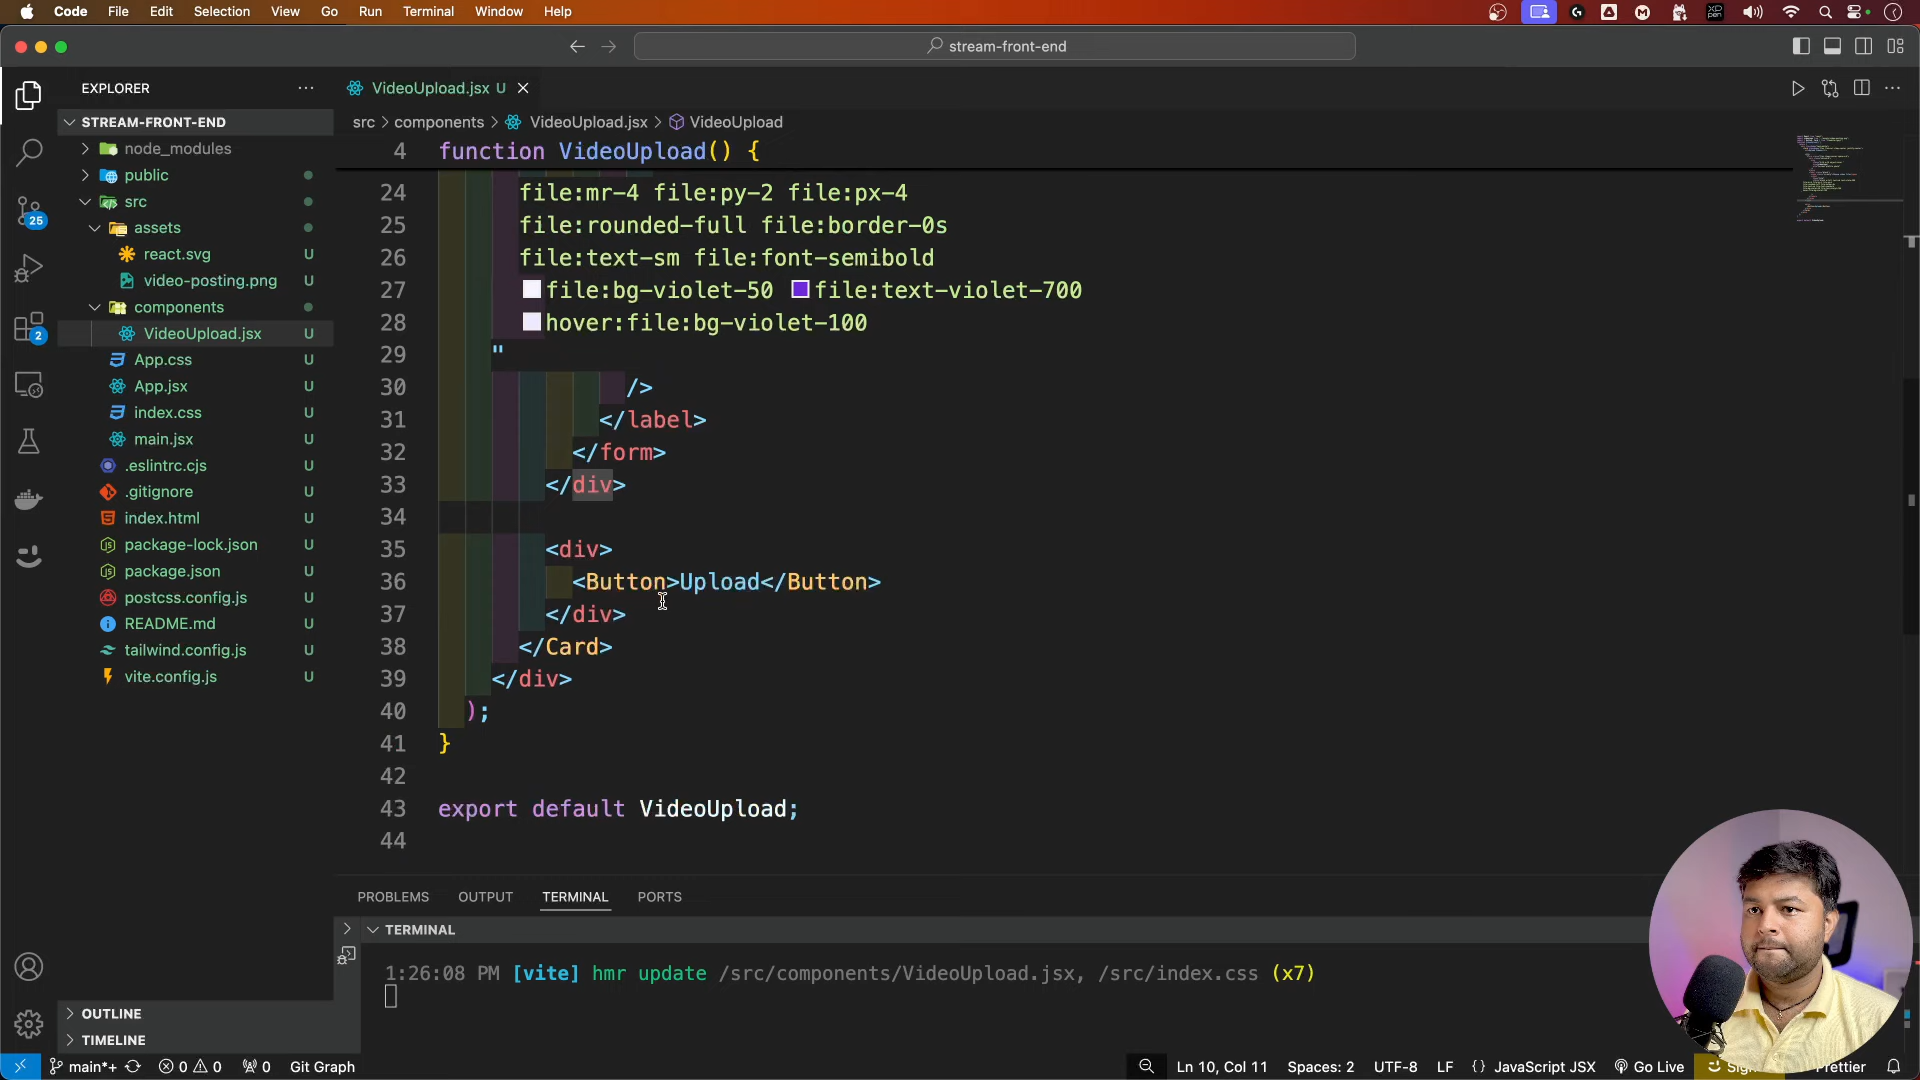 Code File Edit Selection View Go Run Terminal Window Help
stream-front-end
EXPLORER
VideoUpload.jsx U
STREAM-FRONT-END
src > components > VideoUpload.jsx > VideoUpload
node_modules
public
src
assets
react.svg U
video-posting.png U
components
VideoUpload.jsx U
App.css U
App.jsx U
index.css U
main.jsx U
.eslintrc.cjs U
.gitignore U
index.html U
package-lock.json U
package.json U
postcss.config.js U
README.md U
tailwind.config.js U
vite.config.js U
25
2
OUTLINE
TIMELINE
4 function VideoUpload() {
24 file:mr-4 file:py-2 file:px-4
25 file:rounded-full file:border-0s
26 file:text-sm file:font-semibold
27 file:bg-violet-50 file:text-violet-700
28 hover:file:bg-violet-100
29 "
30 />
31 </label>
32 </form>
33 </div>
34
35 <div>
36 <Button>Upload</Button>
37 </div>
38 </Card>
39 </div>
40 );
41 }
42
43 export default VideoUpload;
44
PROBLEMS OUTPUT TERMINAL PORTS
TERMINAL
1:26:08 PM [vite] hmr update /src/components/VideoUpload.jsx, /src/index.css (x7)
main*+ 0 0 0 Git Graph
Ln 10, Col 11 Spaces: 2 UTF-8 LF {} JavaScript JSX Go Live